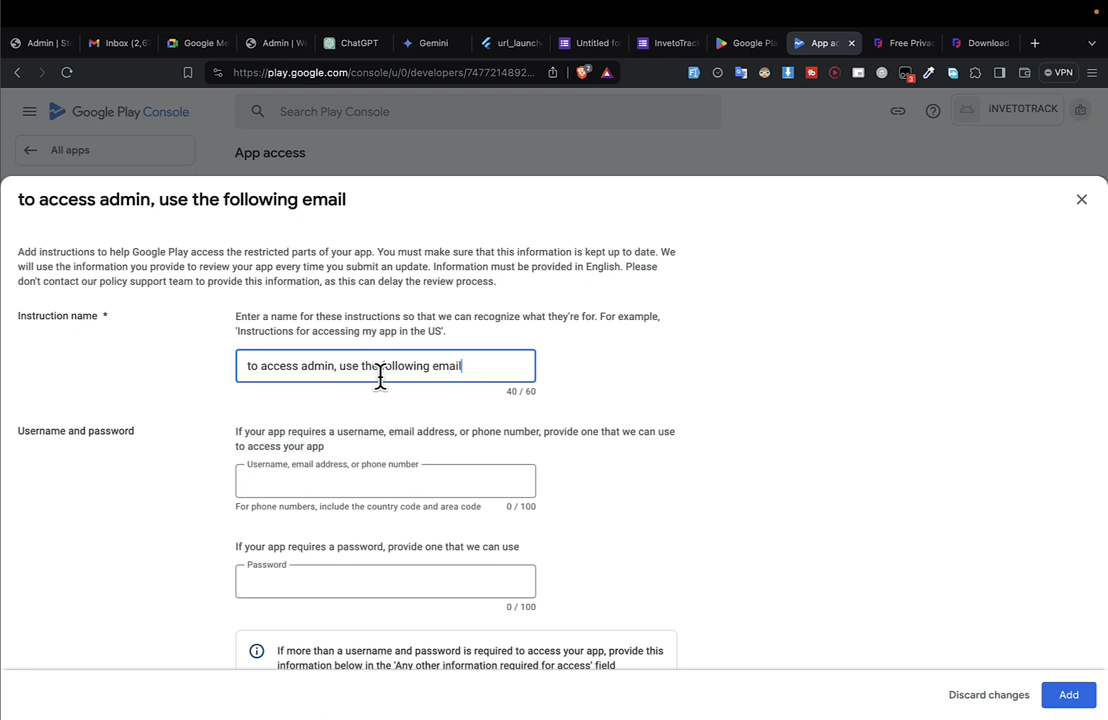 Admin | St
Inbox (2,6
Google Me
Admin | W
ChatGPT
Gemini
url_launch
Untitled fo
InvetoTrac
Google Pla
App ac
Free Priva
Download
https://play.google.com/console/u/0/developers/7477214892...
2
3
VPN
Google Play Console
Search Play Console
iNVETOTRACK
All apps
App access
to access admin, use the following email
Add instructions to help Google Play access the restricted parts of your app. You must make sure that this information is kept up to date. We
will use the information you provide to review your app every time you submit an update. Information must be provided in English. Please
don't contact our policy support team to provide this information, as this can delay the review process.
Instruction name *
Enter a name for these instructions so that we can recognize what they're for. For example,
'Instructions for accessing my app in the US'.
to access admin, use the following email
40 / 60
Username and password
If your app requires a username, email address, or phone number, provide one that we can use
to access your app
Username, email address, or phone number
For phone numbers, include the country code and area code
0 / 100
If your app requires a password, provide one that we can use
Password
0 / 100
If more than a username and password is required to access your app, provide this
information below in the 'Any other information required for access' field
Discard changes
Add